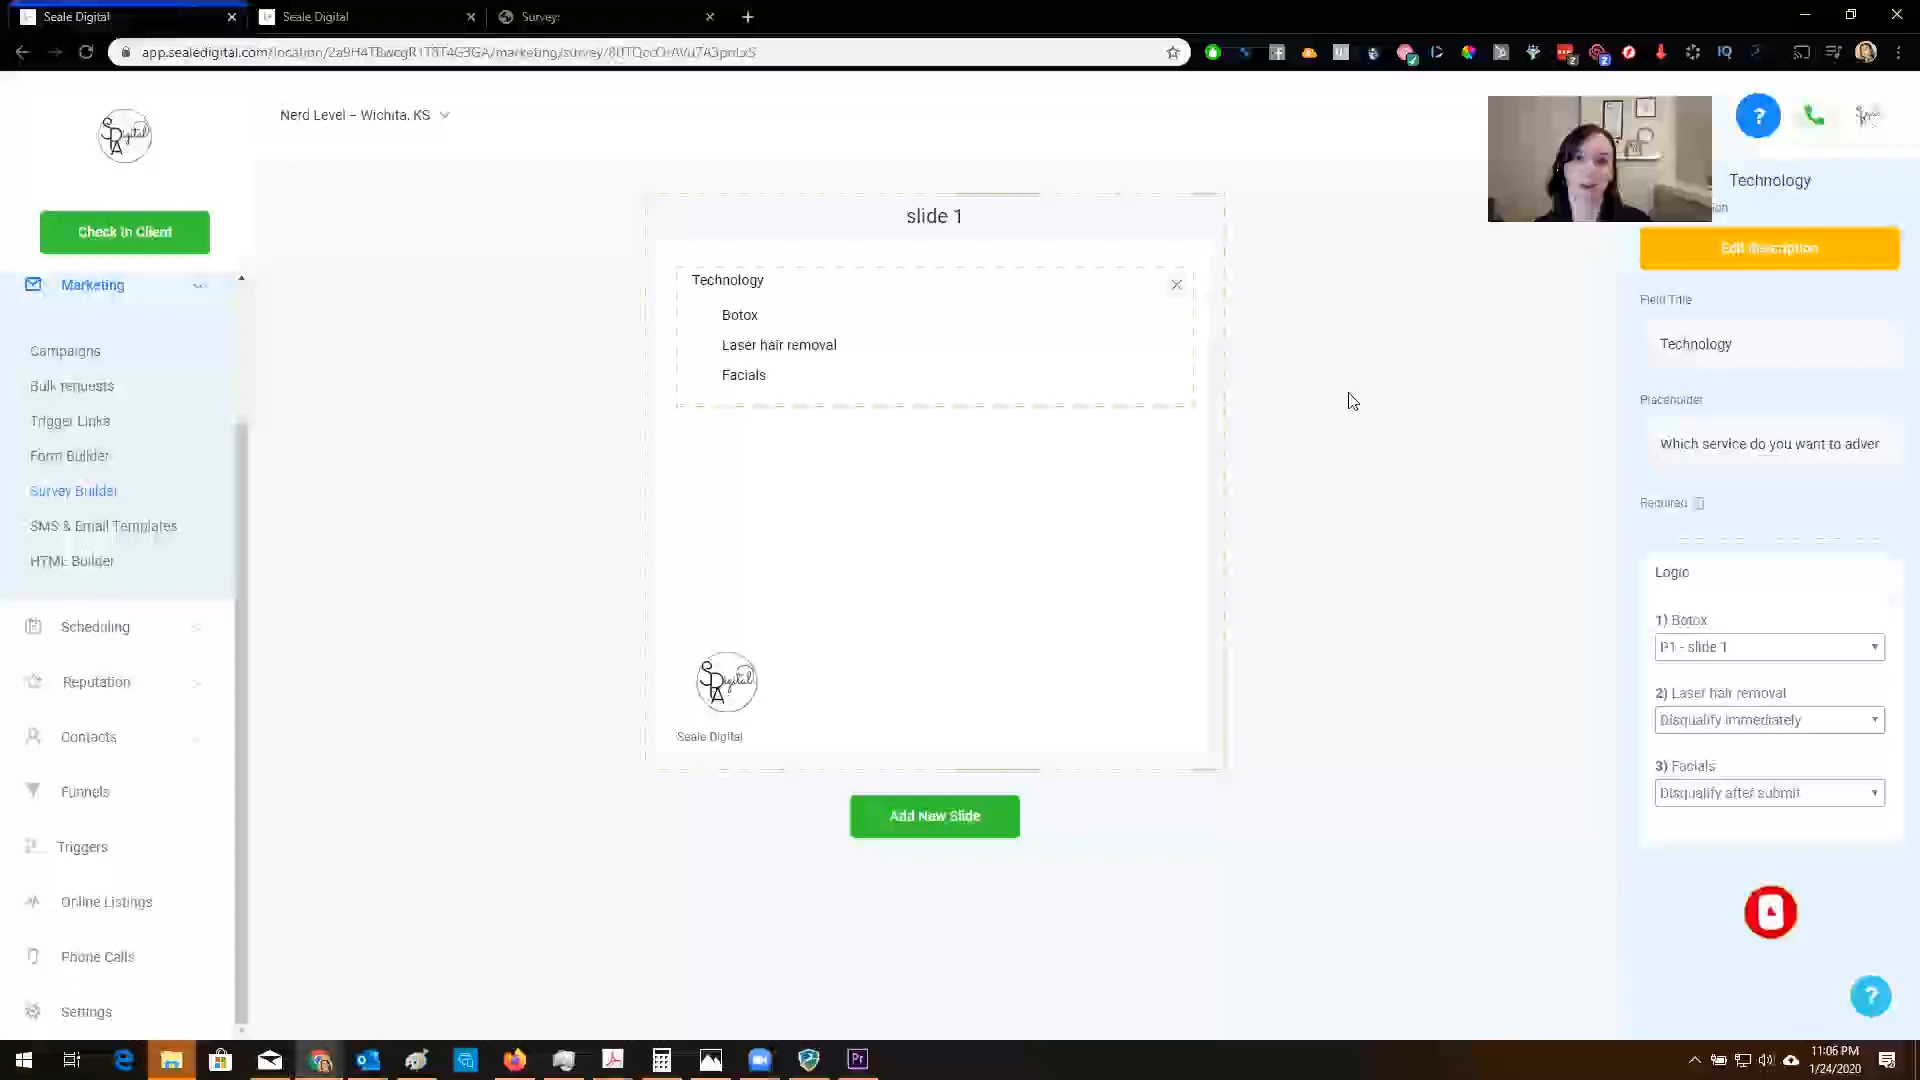 Seale Digital
Seale Digital
Survey:
Nerd Level – Wichita, KS
Check In Client
Marketing
Campaigns
Bulk requests
Trigger Links
Form Builder
Survey Builder
SMS & Email Templates
HTML Builder
Scheduling
Reputation
Contacts
Funnels
Triggers
Online Listings
Phone Calls
Settings
slide 1
Technology
Botox
Laser hair removal
Facials
Digital
Seale Digital
Add New Slide
Technology
Edit description
Field Title
Technology
Placeholder
Which service do you want to adver
Required
Logic
1) Botox
P1 - slide 1
2) Laser hair removal
Disqualify immediately
3) Facials
Disqualify after submit
11:06 PM
1/24/2020